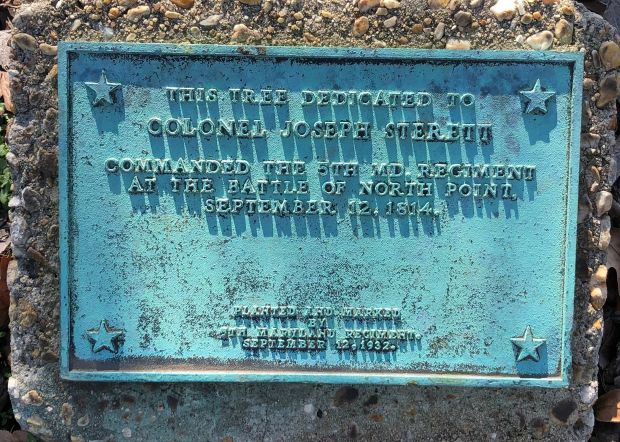 THIS TREE DEDICATED TO
COLONEL JOSEPH STERETT
COMMANDED THE 5TH MD. REGIMENT
AT THE BATTLE OF NORTH POINT,
SEPTEMBER 12, 1814.
PLANTED AND MARKED
BY
5TH MARYLAND REGIMENT.
SEPTEMBER 12, 1932.